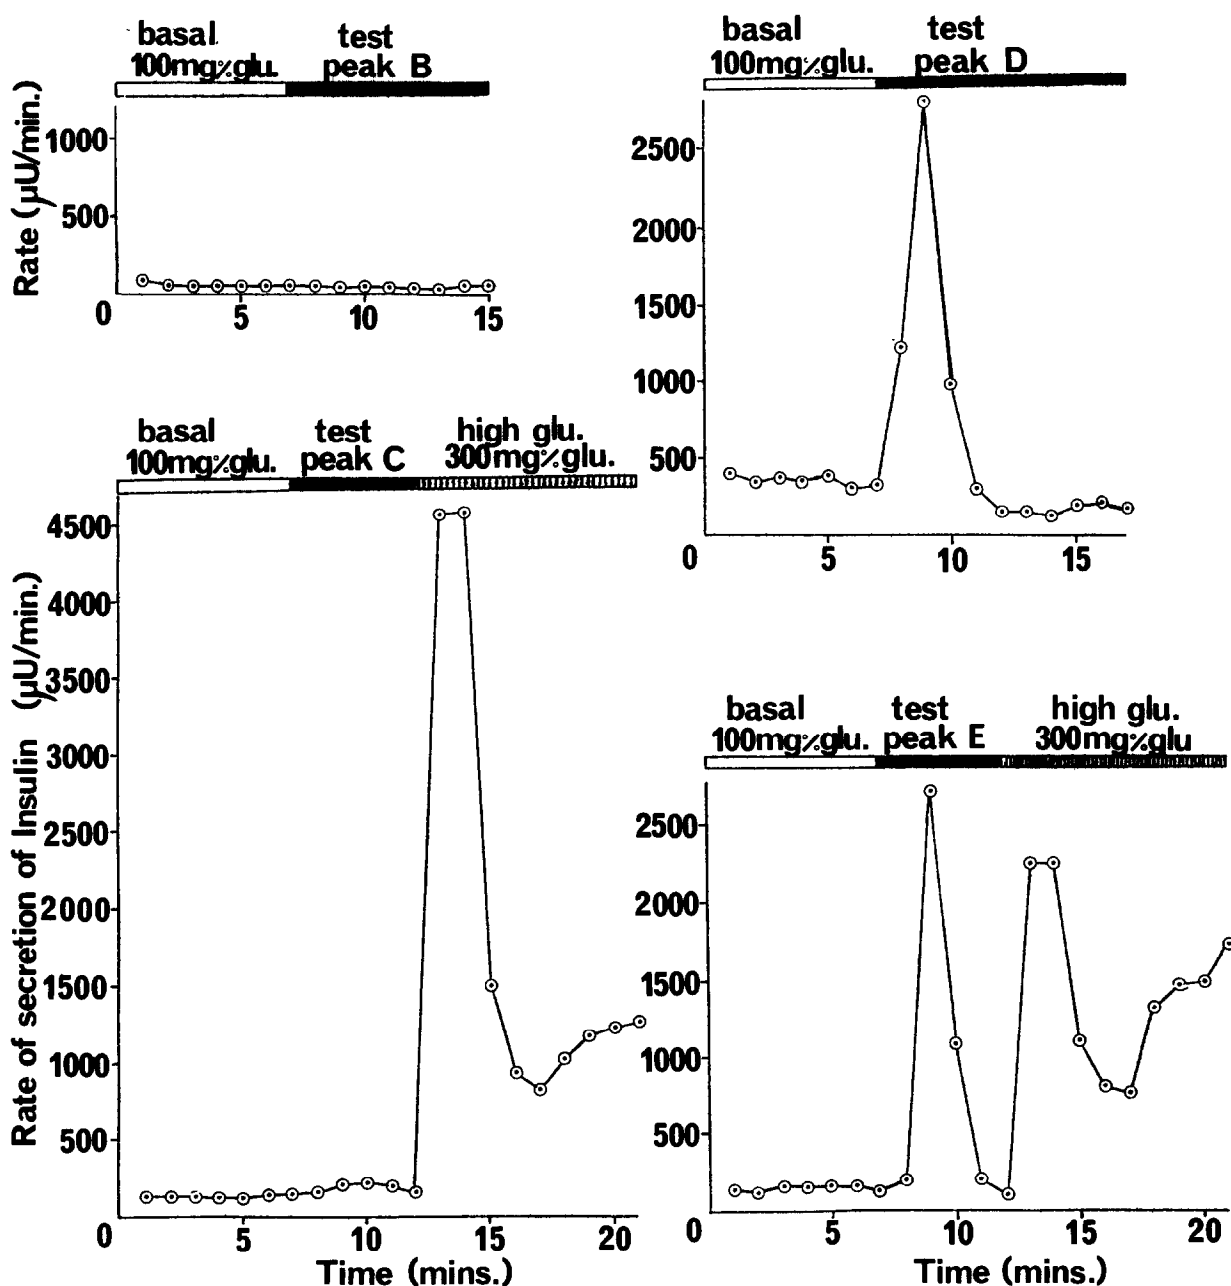 basal test
100mg%glu. peak B
Rate (μU/min.)
1000
500
0 5 10 15
basal test
100mg%glu. peak D
2500
2000
1500
1000
500
0 5 10 15
basal test high glu.
100mg%glu. peak C 300mg%glu.
Rate of secretion of Insulin (μU/min.)
4500
4000
3500
3000
2500
2000
1500
1000
500
0 5 10 15 20
Time (mins.)
basal test high glu.
100mg%glu. peak E 300mg%glu
2500
2000
1500
1000
500
0 5 10 15 20
Time (mins.)